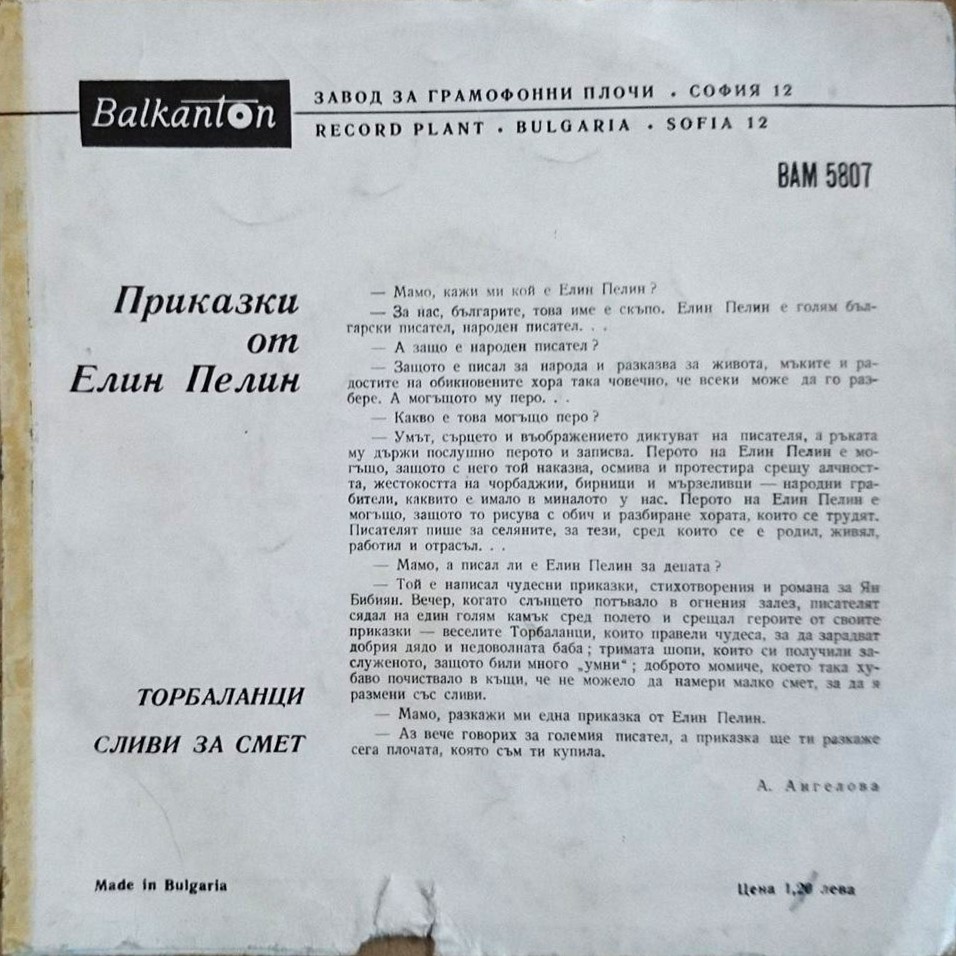 Balkanton
ЗАВОД ЗА ГРАМОФОННИ ПЛОЧИ . СОФИЯ 12
RECORD PLANT . BULGARIA . SOFIA 12
ВАМ 5807
Приказки
от
Елин Пелин
— Мамо, кажи ми кой е Елин Пелин?
— За нас, българите, това име е скъпо. Елин Пелин е голям бъл-
гарски писател, народен писател. . .
— А защо е народен писател?
— Защото е писал за народа и разказва за живота, мъките и ра-
достите на обикновените хора така човечно, че всеки може да го раз-
бере. А могъщото му перо. . .
— Какво е това могъщо перо?
— Умът, сърцето и въображението диктуват на писателя, а ръката
му държи послушно перото и записва. Перото на Елин Пелин е мо-
гъщо, защото с него той наказва, осмива и протестира срещу алчност-
та, жестокостта на чорбаджии, бирници и мързеливци — народни гра-
бители, каквито е имало в миналото у нас. Перото на Елин Пелин е
могъщо, защото то рисува с обич и разбиране хората, които се трудят.
Писателят пише за селяните, за тези, сред които се е родил, живял,
работил и отрасъл. . .
— Мамо, а писал ли е Елин Пелин за децата?
— Той е написал чудесни приказки, стихотворения и романа за Ян
Бибиян. Вечер, когато слънцето потъвало в огнения залез, писателят
сядал на един голям камък сред полето и срещал героите от своите
приказки — веселите Торбаланци, които правели чудеса, за да зарадват
добрия дядо и недоволната баба; тримата шопи, които си получили за-
служеното, защото били много „умни“; доброто момиче, което така ху-
баво почиствало в къщи, че не можело да намери малко смет, за да я
размени със сливи.
— Мамо, разкажи ми една приказка от Елин Пелин.
— Аз вече говорих за големия писател, а приказка ще ти разкаже
сега плочата, която съм ти купила.
А. Ангелова
ТОРБАЛАНЦИ
СЛИВИ ЗА СМЕТ
Made in Bulgaria
Цена 1,20 лева